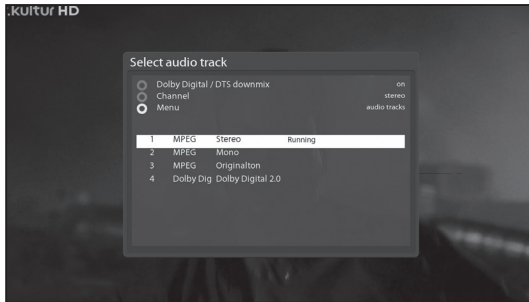 .kultur HD
Select audio track
Dolby Digital / DTS downmix on
Channel stereo
Menu audio tracks
1 MPEG Stereo Running
2 MPEG Mono
3 MPEG Originalton
4 Dolby Dig Dolby Digital 2.0